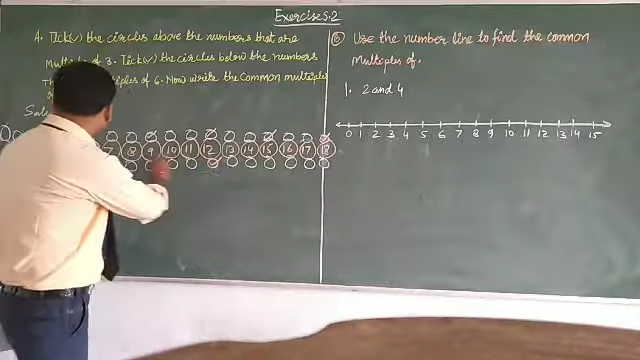 Exercise 5.2
A. Tick(✓) the circles above the numbers that are
Multiple of 3. Tick(✓) the circles below the numbers
of 6. Now write the Common multiples
7 8 9 10 11 12 13 14 15 16 17 18
B Use the number line to find the common
Multiples of.
1. 2 and 4
0 1 2 3 4 5 6 7 8 9 10 11 12 13 14 15